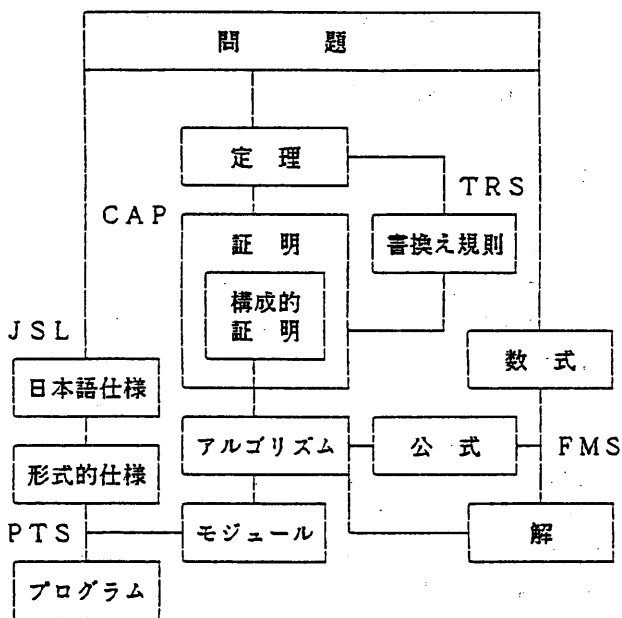 問 題
定 理
TRS
CAP
証 明
書換え規則
構成的
証 明
JSL
数 式
日本語仕様
アルゴリズム
公 式
FMS
形式的仕様
PTS
モジュール
解
プログラム